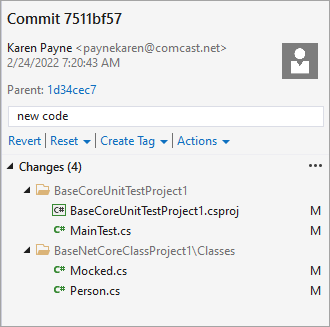 Commit 7511bf57
Karen Payne <paynekaren@comcast.net>
2/24/2022 7:20:43 AM
Parent: 1d34cec7
new code
Revert Reset Create Tag Actions
Changes (4) ...
BaseCoreUnitTestProject1
C# BaseCoreUnitTestProject1.csproj M
C# MainTest.cs M
BaseNetCoreClassProject1\Classes
C# Mocked.cs M
C# Person.cs M